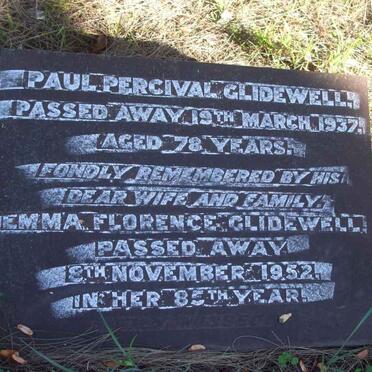 PAUL PERCIVAL GLIDEWELL,
PASSED AWAY 19TH MARCH 1937,
AGED 78 YEARS.
FONDLY REMEMBERED BY HIS
DEAR WIFE AND FAMILY.
EMMA FLORENCE GLIDEWELL,
PASSED AWAY
8TH NOVEMBER 1952,
IN HER 85TH YEAR.